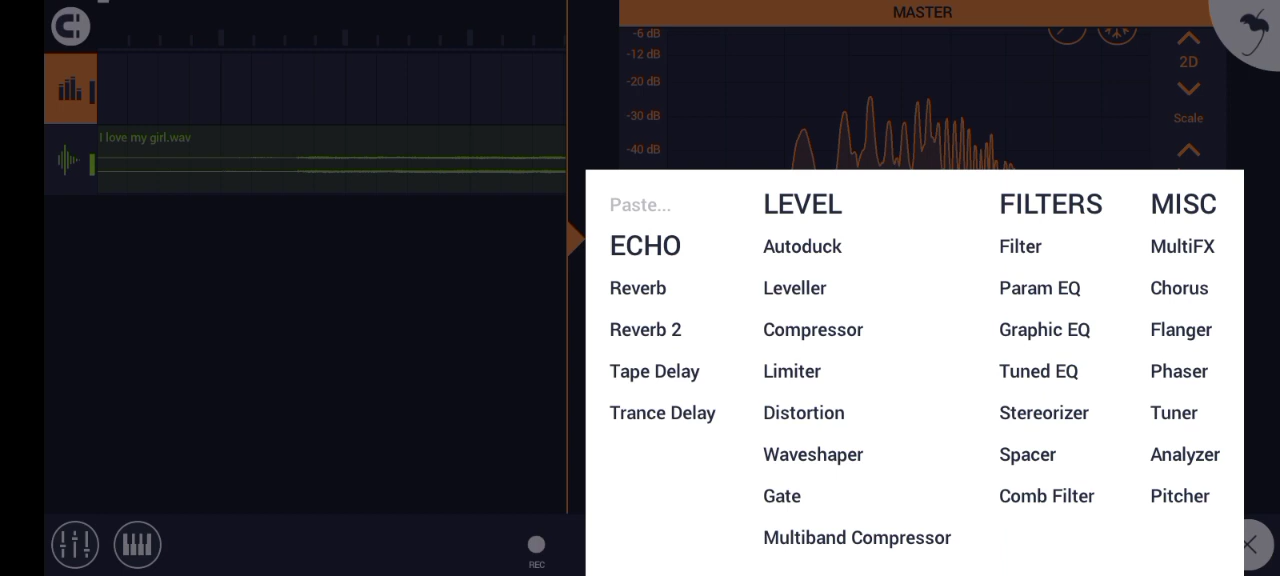 MASTER
-6 dB
-12 dB
-20 dB
-30 dB
-40 dB
2D
Scale
I love my girl.wav
Paste...
ECHO
Reverb
Reverb 2
Tape Delay
Trance Delay
LEVEL
Autoduck
Leveller
Compressor
Limiter
Distortion
Waveshaper
Gate
Multiband Compressor
FILTERS
Filter
Param EQ
Graphic EQ
Tuned EQ
Stereorizer
Spacer
Comb Filter
MISC
MultiFX
Chorus
Flanger
Phaser
Tuner
Analyzer
Pitcher
REC